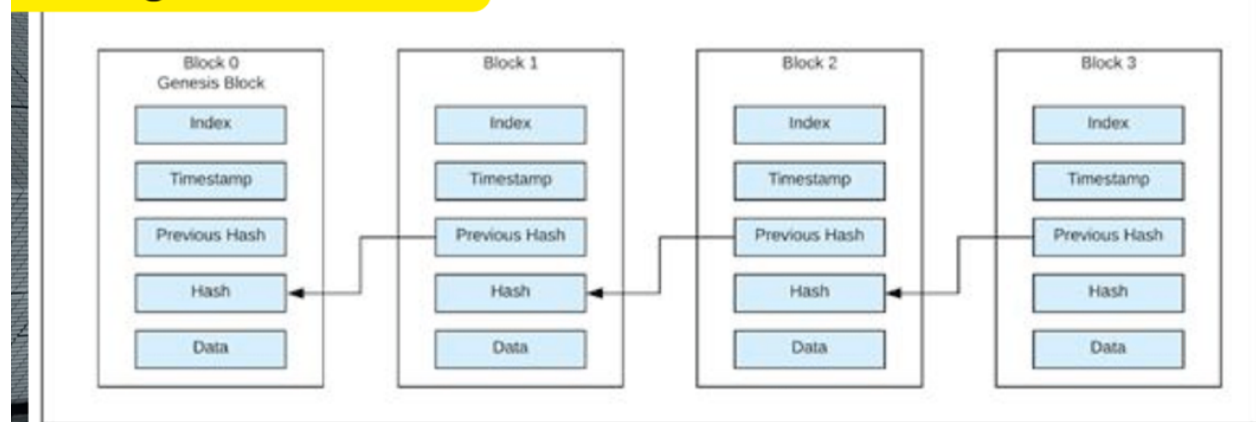 Block 0
Genesis Block
Index
Timestamp
Previous Hash
Hash
Data
Block 1
Index
Timestamp
Previous Hash
Hash
Data
Block 2
Index
Timestamp
Previous Hash
Hash
Data
Block 3
Index
Timestamp
Previous Hash
Hash
Data